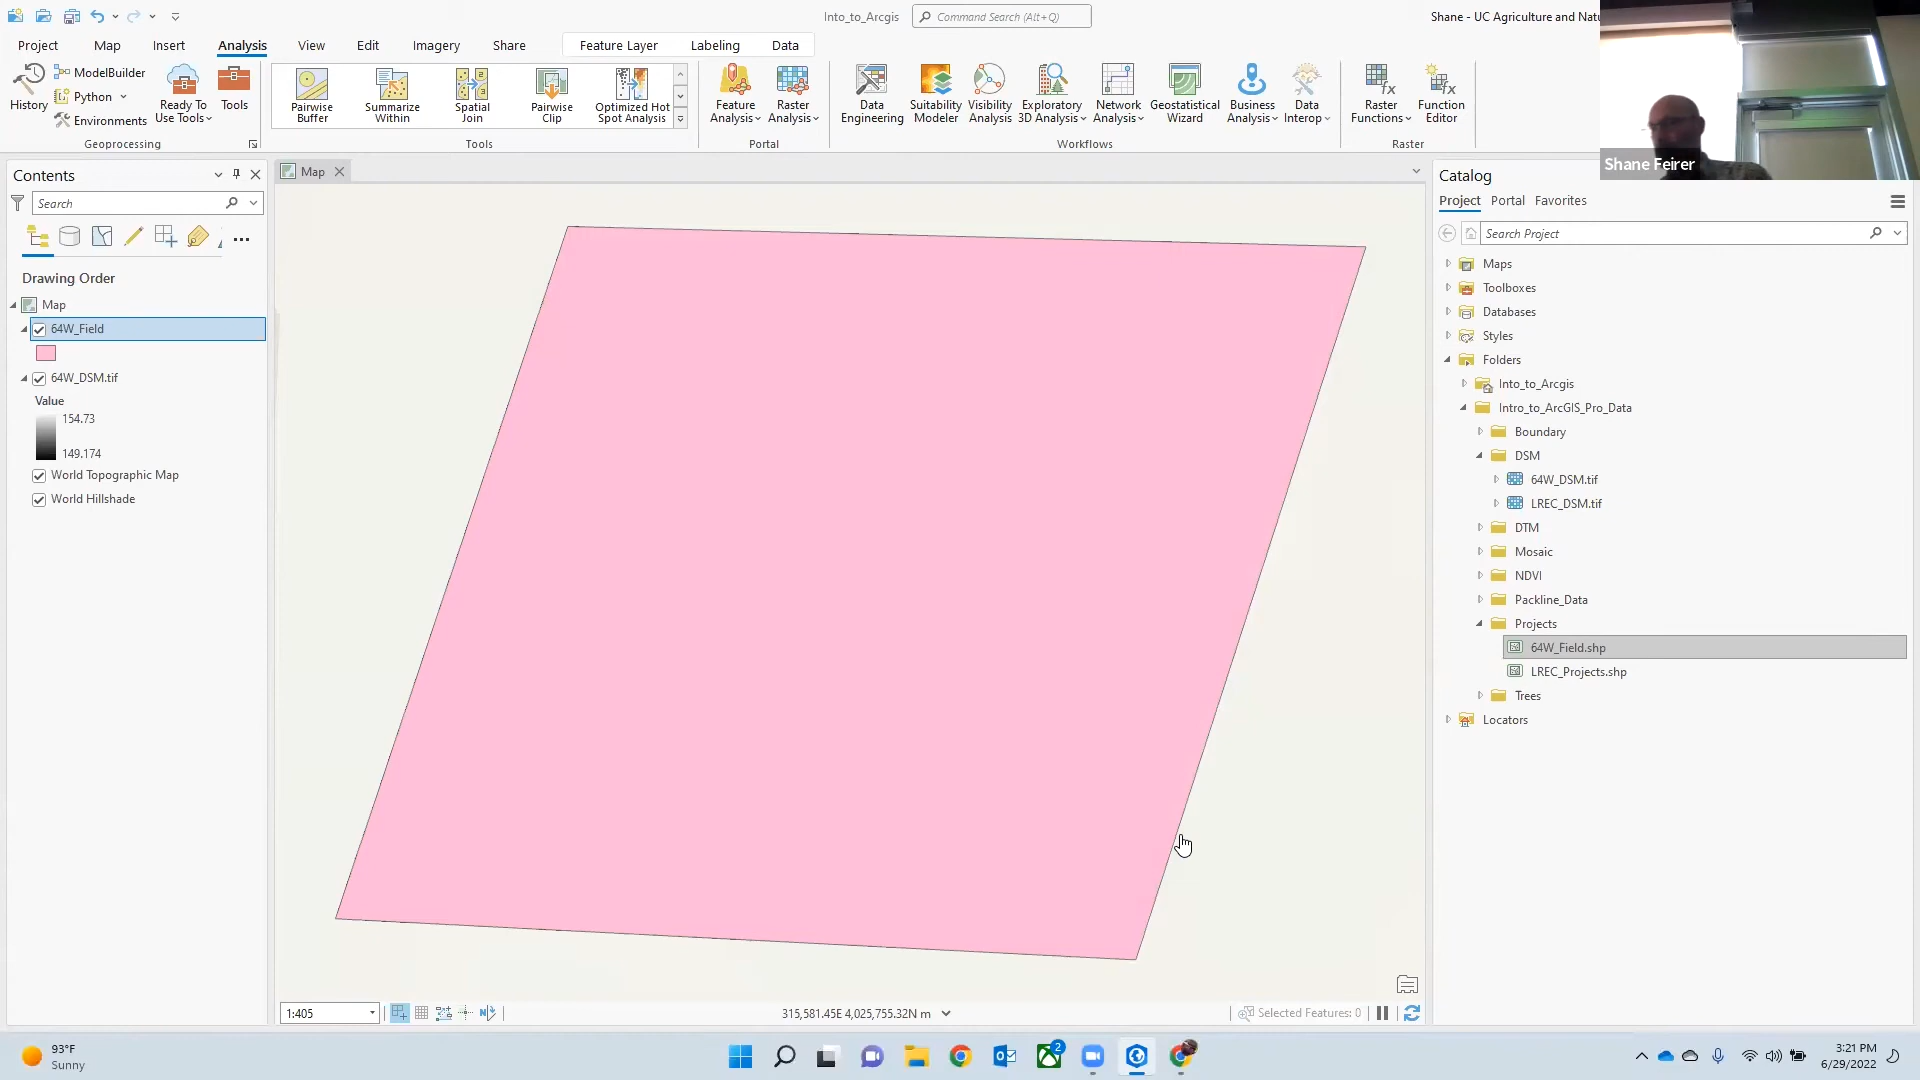 Into_to_Arcgis
Command Search (Alt+Q)
Shane - UC Agriculture and Natu
Project
Map
Insert
Analysis
View
Edit
Imagery
Share
Feature Layer
Labeling
Data
History
ModelBuilder
Python
Environments
Ready To
Use Tools
Tools
Geoprocessing
Pairwise
Buffer
Summarize
Within
Spatial
Join
Pairwise
Clip
Optimized Hot
Spot Analysis
Tools
Feature
Analysis
Raster
Analysis
Portal
Data
Engineering
Suitability
Modeler
Visibility
Analysis
Exploratory
3D Analysis
Network
Analysis
Geostatistical
Wizard
Business
Analysis
Data
Interop
Workflows
Raster
Functions
Function
Editor
Raster
Shane Feirer
Contents
Search
Drawing Order
Map
64W_Field
64W_DSM.tif
Value
154.73
149.174
World Topographic Map
World Hillshade
Map
1:405
315,581.45E 4,025,755.32N m
Selected Features: 0
Catalog
Project
Portal
Favorites
Search Project
Maps
Toolboxes
Databases
Styles
Folders
Into_to_Arcgis
Intro_to_ArcGIS_Pro_Data
Boundary
DSM
64W_DSM.tif
LREC_DSM.tif
DTM
Mosaic
NDVI
Packline_Data
Projects
64W_Field.shp
LREC_Projects.shp
Trees
Locators
93°F
Sunny
2
3:21 PM
6/29/2022